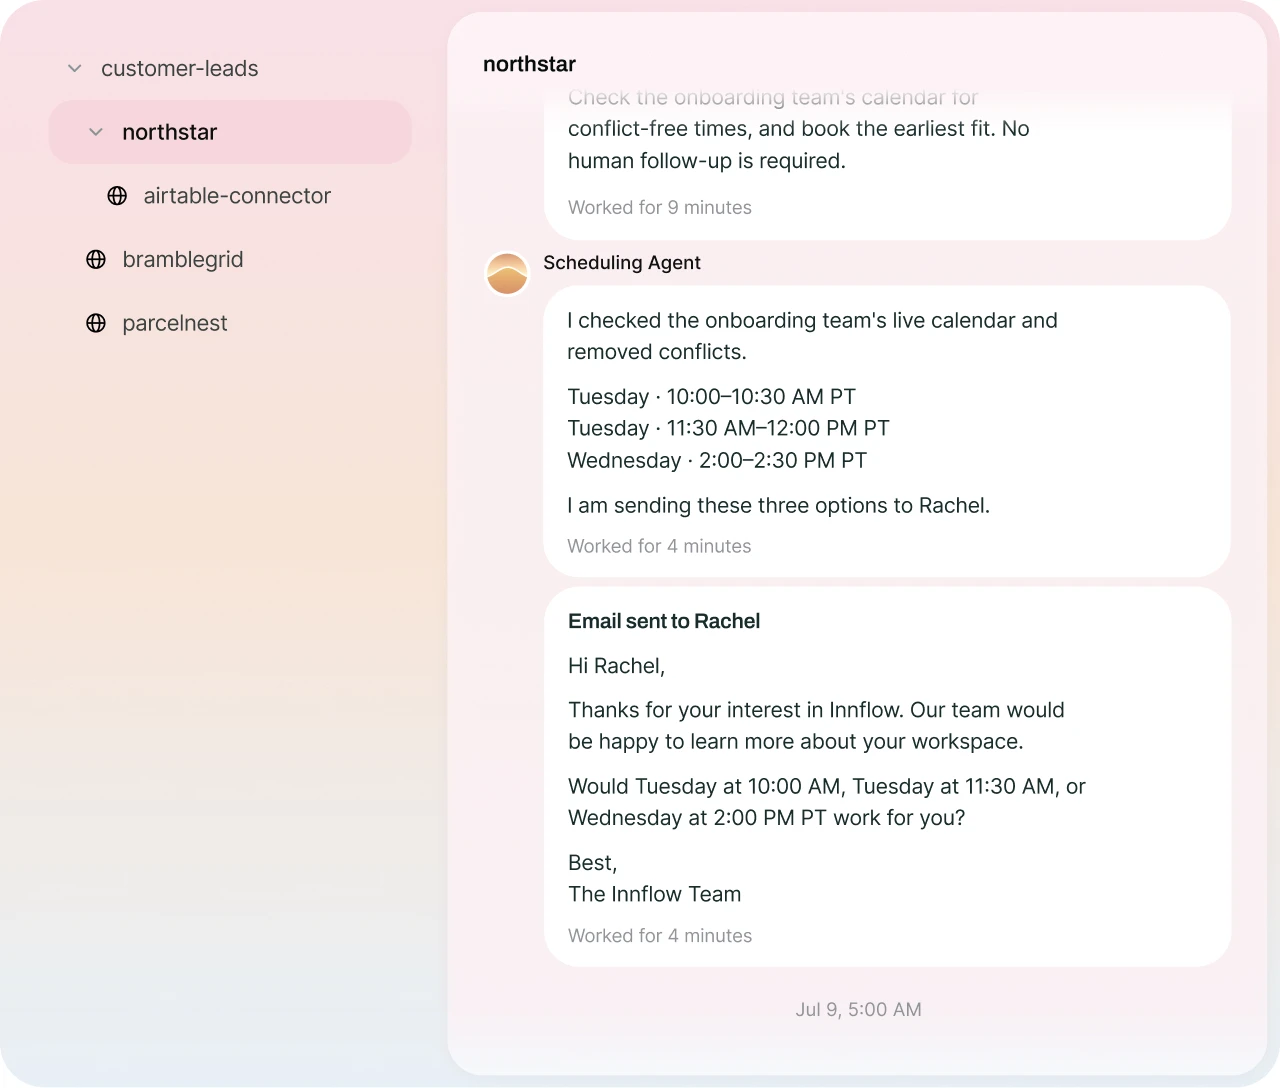 customer-leads
northstar
airtable-connector
bramblegrid
parcelnest
northstar
Check the onboarding team's calendar for
conflict-free times, and book the earliest fit. No
human follow-up is required.
Worked for 9 minutes
Scheduling Agent
I checked the onboarding team's live calendar and
removed conflicts.
Tuesday · 10:00–10:30 AM PT
Tuesday · 11:30 AM–12:00 PM PT
Wednesday · 2:00–2:30 PM PT
I am sending these three options to Rachel.
Worked for 4 minutes
Email sent to Rachel
Hi Rachel,
Thanks for your interest in Innflow. Our team would
be happy to learn more about your workspace.
Would Tuesday at 10:00 AM, Tuesday at 11:30 AM, or
Wednesday at 2:00 PM PT work for you?
Best,
The Innflow Team
Worked for 4 minutes
Jul 9, 5:00 AM